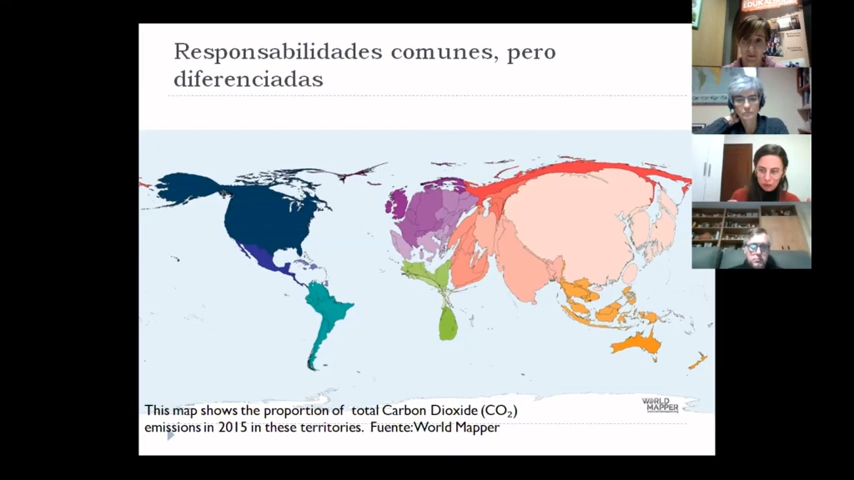 Responsabilidades comunes, pero
diferenciadas
WORLD
MAPPER
This map shows the proportion of total Carbon Dioxide (CO₂)
emissions in 2015 in these territories. Fuente:World Mapper